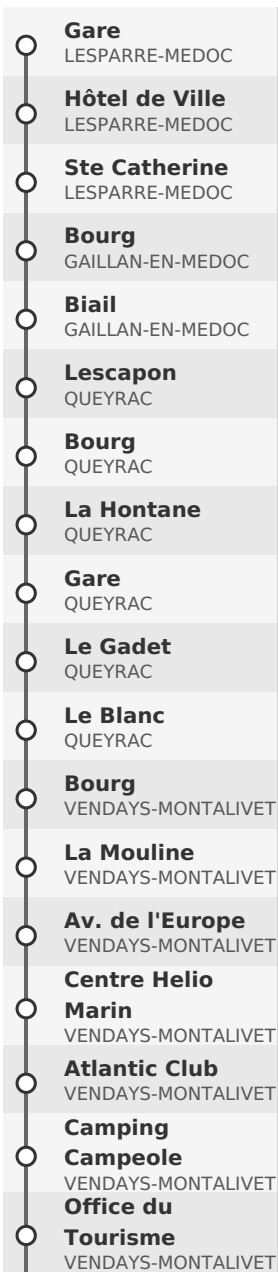 Gare
LESPARRE-MEDOC
Hôtel de Ville
LESPARRE-MEDOC
Ste Catherine
LESPARRE-MEDOC
Bourg
GAILLAN-EN-MEDOC
Biail
GAILLAN-EN-MEDOC
Lescapon
QUEYRAC
Bourg
QUEYRAC
La Hontane
QUEYRAC
Gare
QUEYRAC
Le Gadet
QUEYRAC
Le Blanc
QUEYRAC
Bourg
VENDAYS-MONTALIVET
La Mouline
VENDAYS-MONTALIVET
Av. de l'Europe
VENDAYS-MONTALIVET
Centre Helio
Marin
VENDAYS-MONTALIVET
Atlantic Club
VENDAYS-MONTALIVET
Camping
Campeole
VENDAYS-MONTALIVET
Office du
Tourisme
VENDAYS-MONTALIVET